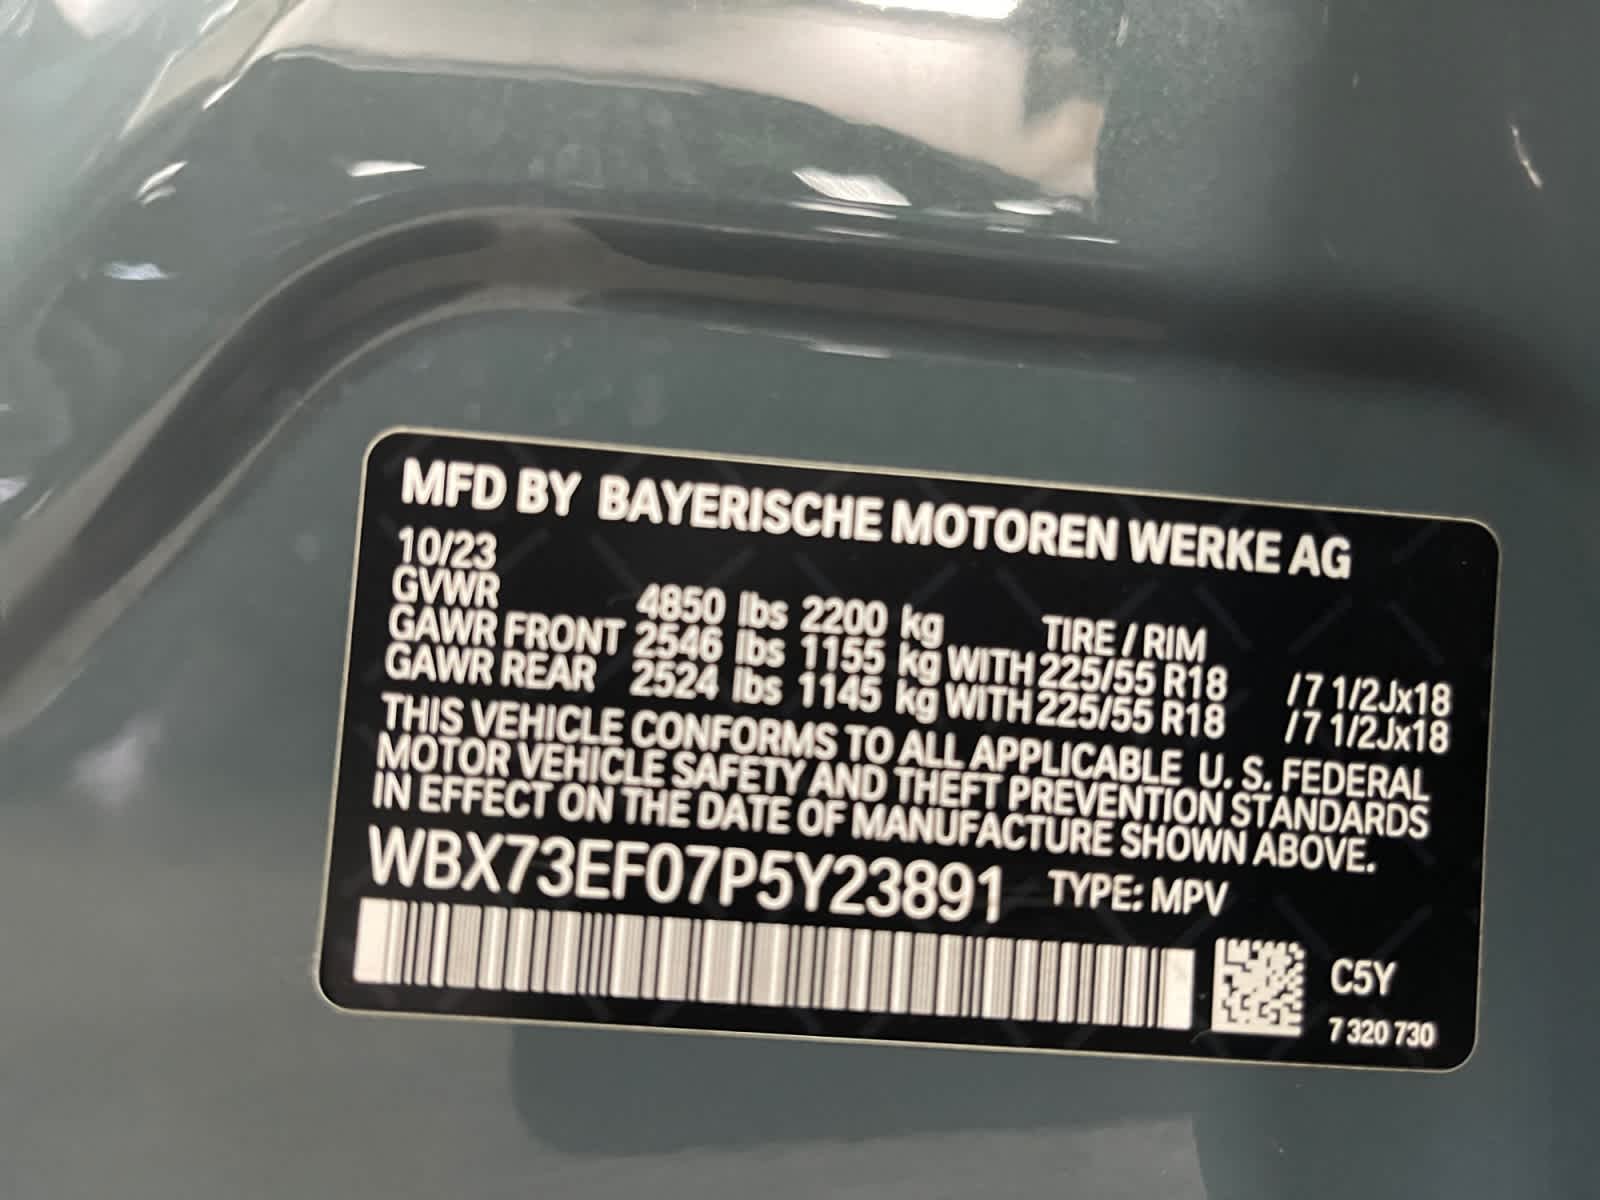 MFD BY BAYERISCHE MOTOREN WERKE AG
10/23
GVWR 4850 lbs 2200 kg TIRE / RIM
GAWR FRONT 2546 lbs 1155 kg WITH 225/55 R18 /7 1/2Jx18
GAWR REAR 2524 lbs 1145 kg WITH 225/55 R18 /7 1/2Jx18
THIS VEHICLE CONFORMS TO ALL APPLICABLE U. S. FEDERAL
MOTOR VEHICLE SAFETY AND THEFT PREVENTION STANDARDS
IN EFFECT ON THE DATE OF MANUFACTURE SHOWN ABOVE.
WBX73EF07P5Y23891 TYPE: MPV
C5Y
7 320 730